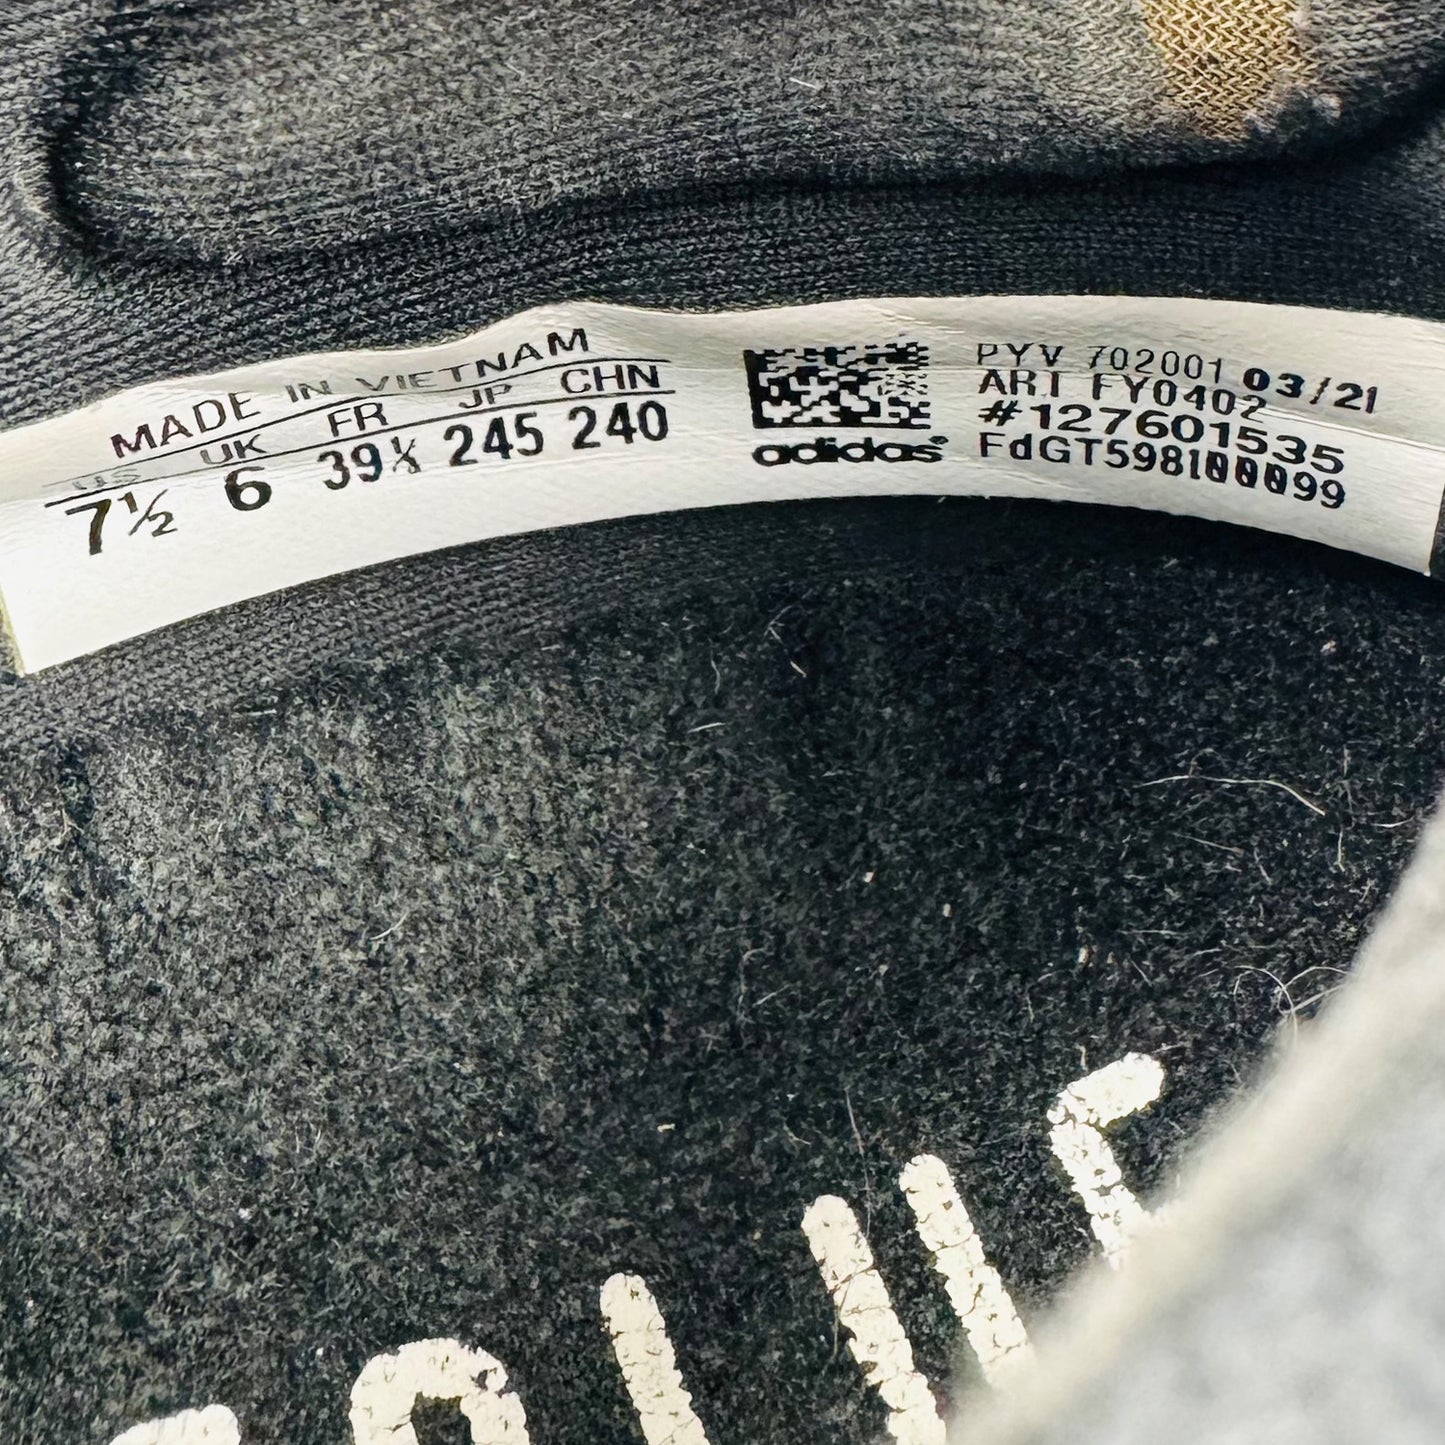 MADE IN VIETNAM
US UK FR JP CHN
7½ 6 39⅓ 245 240
adidas
PYV 702001 03/21
ART FY0402
#127601535
FdGT598100099